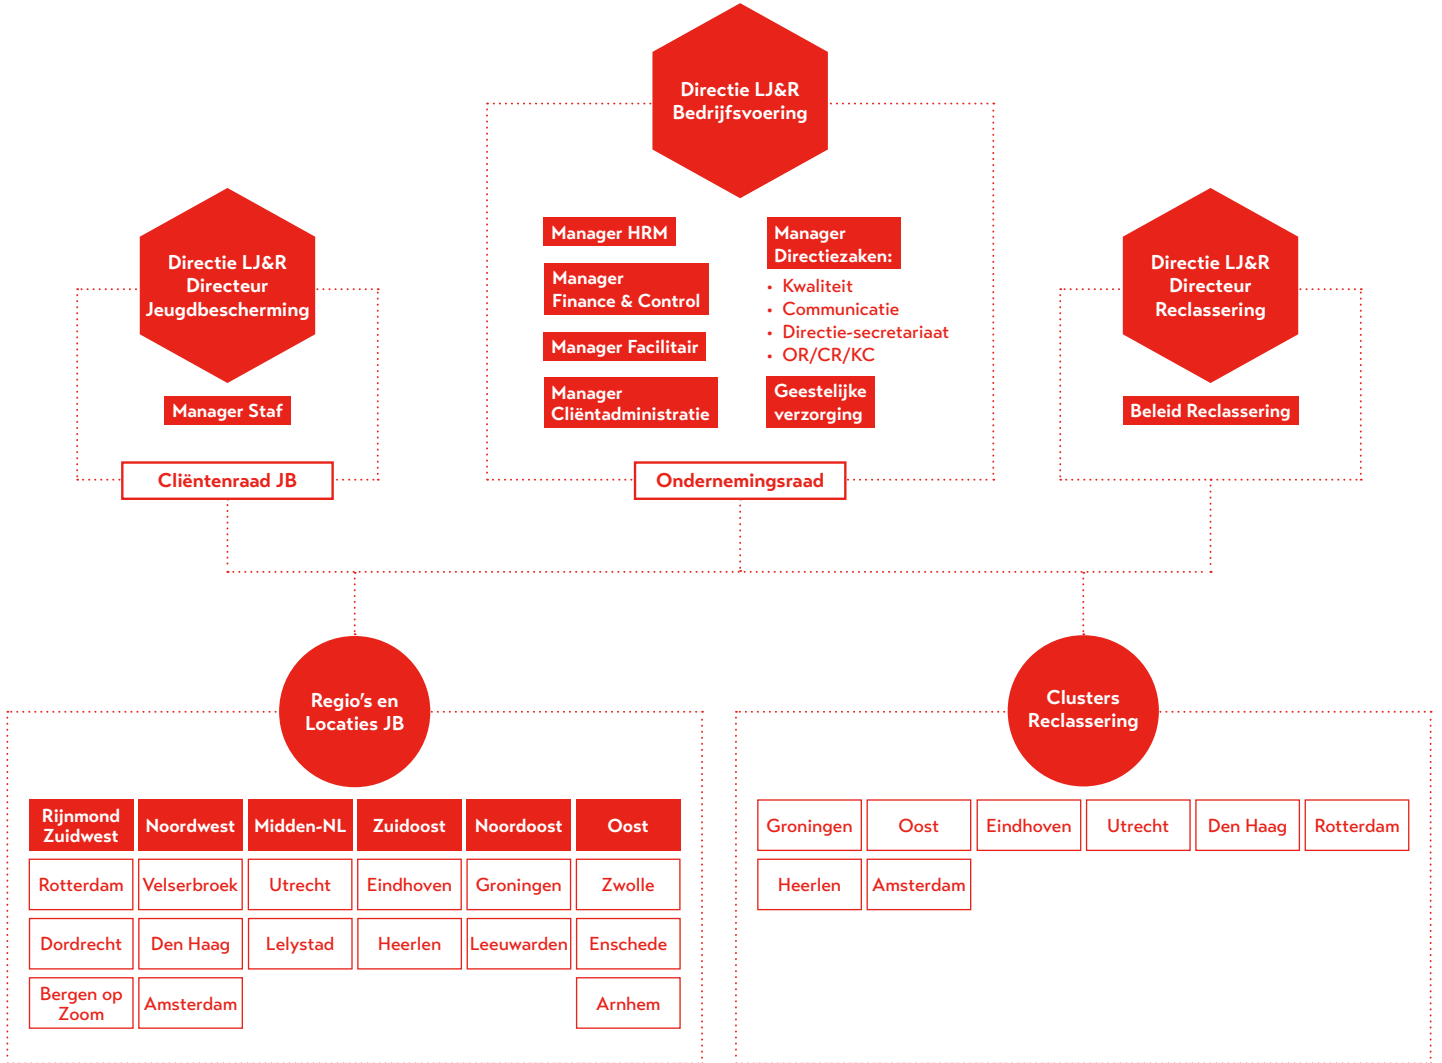 Directie LJ&R
Bedrijfsvoering
Manager HRM
Manager
Finance & Control
Manager Facilitair
Manager
Cliëntadministratie
Manager
Directiezaken:
• Kwaliteit
• Communicatie
• Directie-secretariaat
• OR/CR/KC
Geestelijke
verzorging
Ondernemingsraad
Directie LJ&R
Directeur
Jeugdbescherming
Manager Staf
Cliëntenraad JB
Directie LJ&R
Directeur
Reclassering
Beleid Reclassering
Regio's en
Locaties JB
Rijnmond
Zuidwest
Noordwest
Midden-NL
Zuidoost
Noordoost
Oost
Rotterdam
Velserbroek
Utrecht
Eindhoven
Groningen
Zwolle
Dordrecht
Den Haag
Lelystad
Heerlen
Leeuwarden
Enschede
Bergen op
Zoom
Amsterdam
Arnhem
Clusters
Reclassering
Groningen
Oost
Eindhoven
Utrecht
Den Haag
Rotterdam
Heerlen
Amsterdam